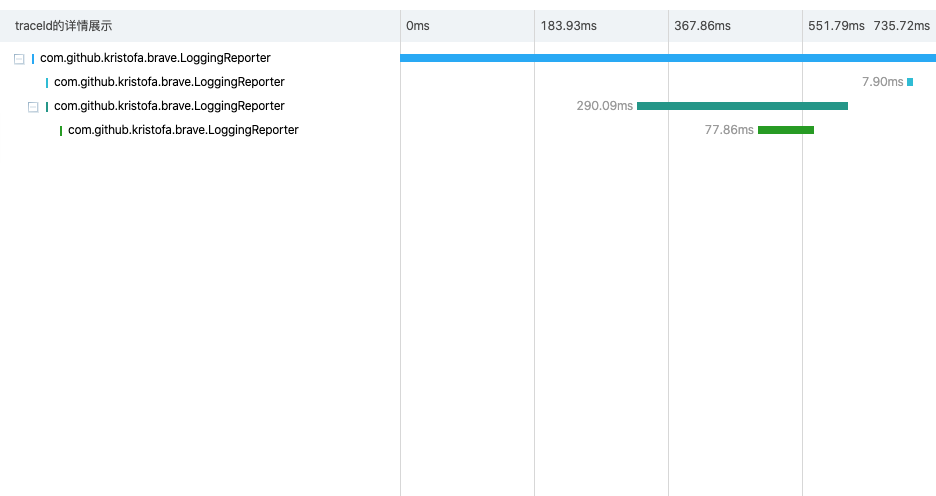 traceId的详情展示 0ms 183.93ms 367.86ms 551.79ms 735.72ms
com.github.kristofa.brave.LoggingReporter
com.github.kristofa.brave.LoggingReporter 7.90ms
com.github.kristofa.brave.LoggingReporter 290.09ms
com.github.kristofa.brave.LoggingReporter 77.86ms